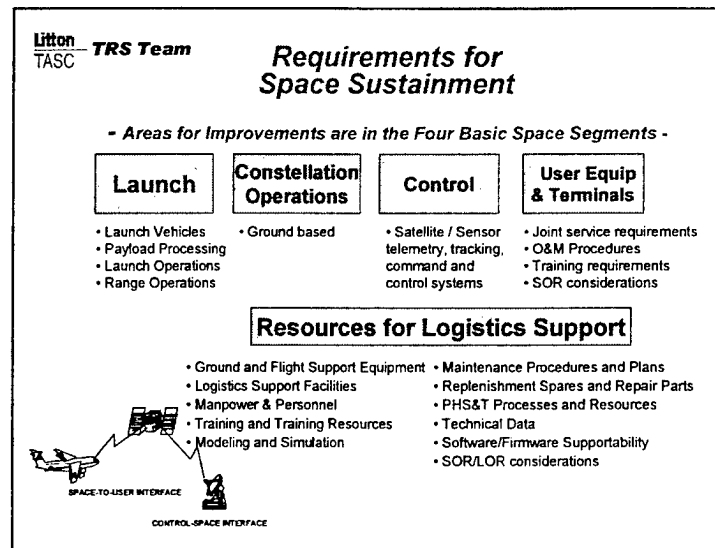 Litton
TASC
TRS Team
Requirements for
Space Sustainment
- Areas for Improvements are in the Four Basic Space Segments -
Launch
• Launch Vehicles
• Payload Processing
• Launch Operations
• Range Operations
Constellation
Operations
• Ground based
Control
• Satellite / Sensor
telemetry, tracking,
command and
control systems
User Equip
& Terminals
• Joint service requirements
• O&M Procedures
• Training requirements
• SOR considerations
Resources for Logistics Support
• Ground and Flight Support Equipment
• Logistics Support Facilities
• Manpower & Personnel
• Training and Training Resources
• Modeling and Simulation
• Maintenance Procedures and Plans
• Replenishment Spares and Repair Parts
• PHS&T Processes and Resources
• Technical Data
• Software/Firmware Supportability
• SOR/LOR considerations
SPACE-TO-USER INTERFACE
CONTROL-SPACE INTERFACE